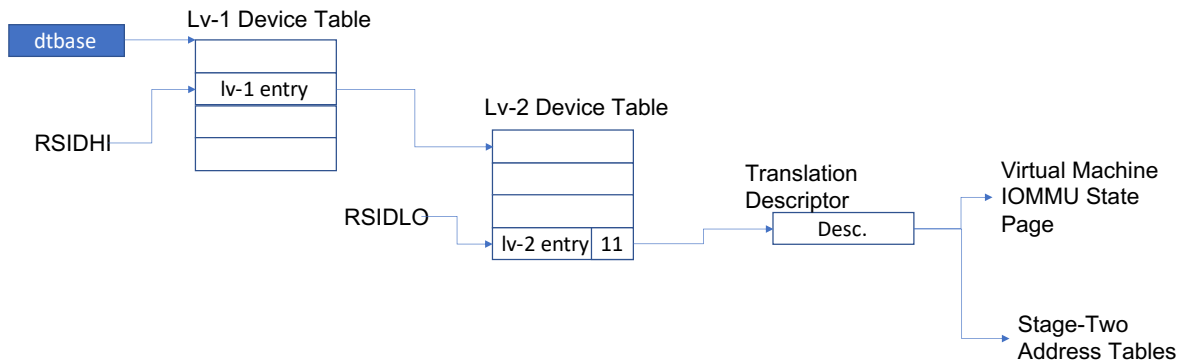 Lv-1 Device Table
dtbase
lv-1 entry
RSIDHI
Lv-2 Device Table
RSIDLO
lv-2 entry 11
Translation
Descriptor
Desc.
Virtual Machine
IOMMU State
Page
Stage-Two
Address Tables